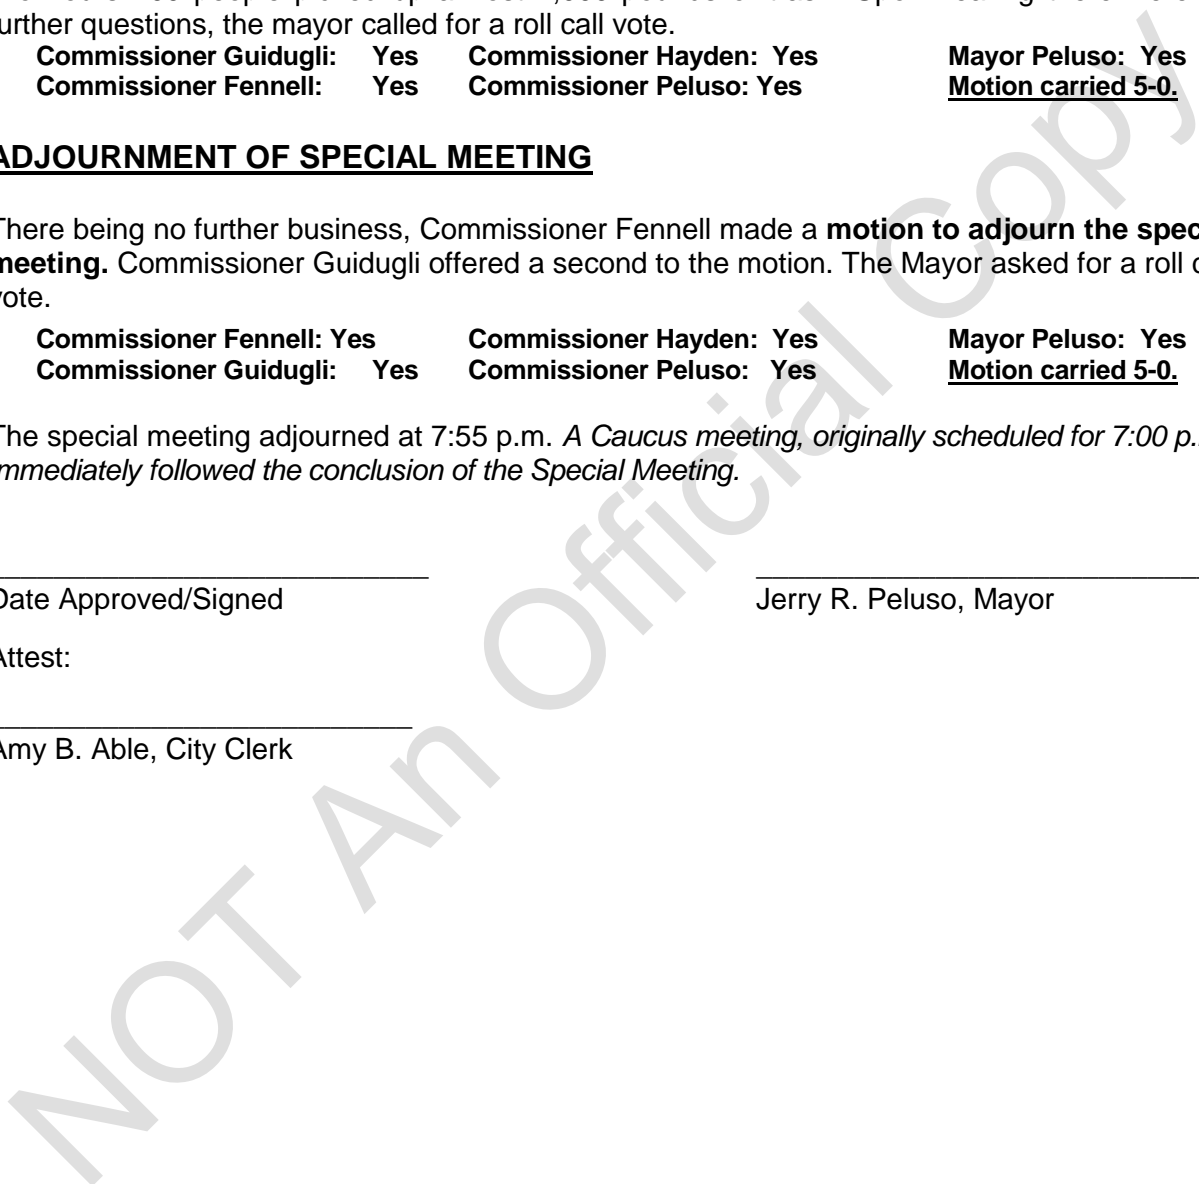 further questions, the mayor called for a roll call vote.
Commissioner Guidugli: Yes Commissioner Hayden: Yes Mayor Peluso: Yes
Commissioner Fennell: Yes Commissioner Peluso: Yes Motion carried 5-0.
ADJOURNMENT OF SPECIAL MEETING
There being no further business, Commissioner Fennell made a motion to adjourn the spec
meeting. Commissioner Guidugli offered a second to the motion. The Mayor asked for a roll c
vote.
Commissioner Fennell: Yes Commissioner Hayden: Yes Mayor Peluso: Yes
Commissioner Guidugli: Yes Commissioner Peluso: Yes Motion carried 5-0.
The special meeting adjourned at 7:55 p.m. A Caucus meeting, originally scheduled for 7:00 p.
immediately followed the conclusion of the Special Meeting.
Date Approved/Signed Jerry R. Peluso, Mayor
Attest:
Amy B. Able, City Clerk
NOT An Official Copy